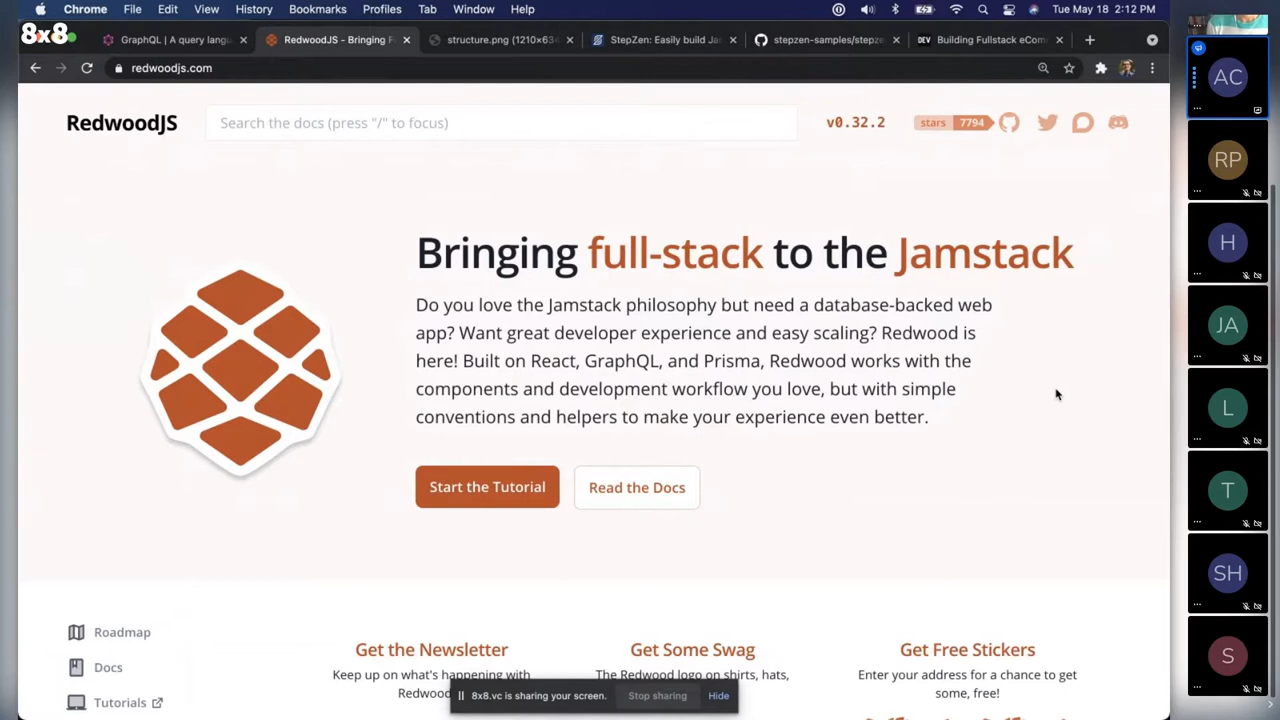 Chrome File Edit View History Bookmarks Profiles Tab Window Help Tue May 18 2:12 PM
8x8
GraphQL | A query langu
RedwoodJS - Bringing F
structure.pn
StepZen: Easily build Ja
stepzen-samples/stepze
DEV Building Fullstack eCom
redwoodjs.com
RedwoodJS
Search the docs (press "/" to focus)
v0.32.2
stars 7794
Bringing full-stack to the Jamstack
Do you love the Jamstack philosophy but need a database-backed web
app? Want great developer experience and easy scaling? Redwood is
here! Built on React, GraphQL, and Prisma, Redwood works with the
components and development workflow you love, but with simple
conventions and helpers to make your experience even better.
Start the Tutorial
Read the Docs
Roadmap
Docs
Tutorials
Get the Newsletter
Keep up on what's happening with
Redwood
Get Some Swag
The Redwood logo on shirts, hats,
Get Free Stickers
Enter your address for a chance to get
some, free!
8x8.vc is sharing your screen.
Stop sharing
Hide
AC
RP
H
JA
L
T
SH
S